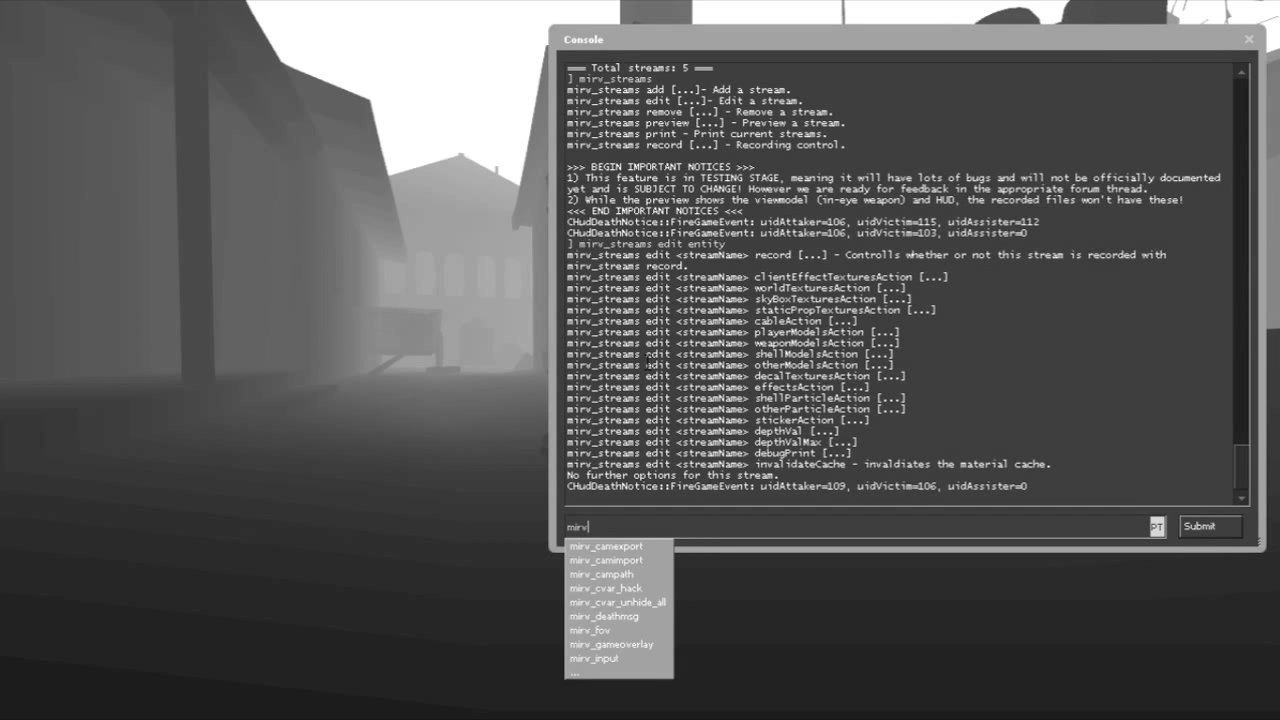 Console
=== Total streams: 5 ===
] mirv_streams
mirv_streams add [...]- Add a stream.
mirv_streams edit [...]- Edit a stream.
mirv_streams remove [...] - Remove a stream.
mirv_streams preview [...] - Preview a stream.
mirv_streams print - Print current streams.
mirv_streams record [...] - Recording control.
>>> BEGIN IMPORTANT NOTICES >>>
1) This feature is in TESTING STAGE, meaning it will have lots of bugs and will not be officially documented
yet and is SUBJECT TO CHANGE! However we are ready for feedback in the appropriate forum thread.
2) While the preview shows the viewmodel (in-eye weapon) and HUD, the recorded files won't have these!
<<< END IMPORTANT NOTICES <<<
CHudDeathNotice::FireGameEvent: uidAttaker=106, uidVictim=115, uidAssister=112
CHudDeathNotice::FireGameEvent: uidAttaker=106, uidVictim=103, uidAssister=0
] mirv_streams edit entity
mirv_streams edit <streamName> record [...] - Controlls whether or not this stream is recorded with
mirv_streams record.
mirv_streams edit <streamName> clientEffectTexturesAction [...]
mirv_streams edit <streamName> worldTexturesAction [...]
mirv_streams edit <streamName> skyBoxTexturesAction [...]
mirv_streams edit <streamName> staticPropTexturesAction [...]
mirv_streams edit <streamName> cableAction [...]
mirv_streams edit <streamName> playerModelsAction [...]
mirv_streams edit <streamName> weaponModelsAction [...]
mirv_streams edit <streamName> shellModelsAction [...]
mirv_streams edit <streamName> otherModelsAction [...]
mirv_streams edit <streamName> decalTexturesAction [...]
mirv_streams edit <streamName> effectsAction [...]
mirv_streams edit <streamName> shellParticleAction [...]
mirv_streams edit <streamName> otherParticleAction [...]
mirv_streams edit <streamName> stickerAction [...]
mirv_streams edit <streamName> depthVal [...]
mirv_streams edit <streamName> depthValMax [...]
mirv_streams edit <streamName> debugPrint [...]
mirv_streams edit <streamName> invalidateCache - invaldiates the material cache.
No further options for this stream.
CHudDeathNotice::FireGameEvent: uidAttaker=109, uidVictim=106, uidAssister=0
mirv PT Submit
mirv_camexport
mirv_camimport
mirv_campath
mirv_cvar_hack
mirv_cvar_unhide_all
mirv_deathmsg
mirv_fov
mirv_gameoverlay
mirv_input
...